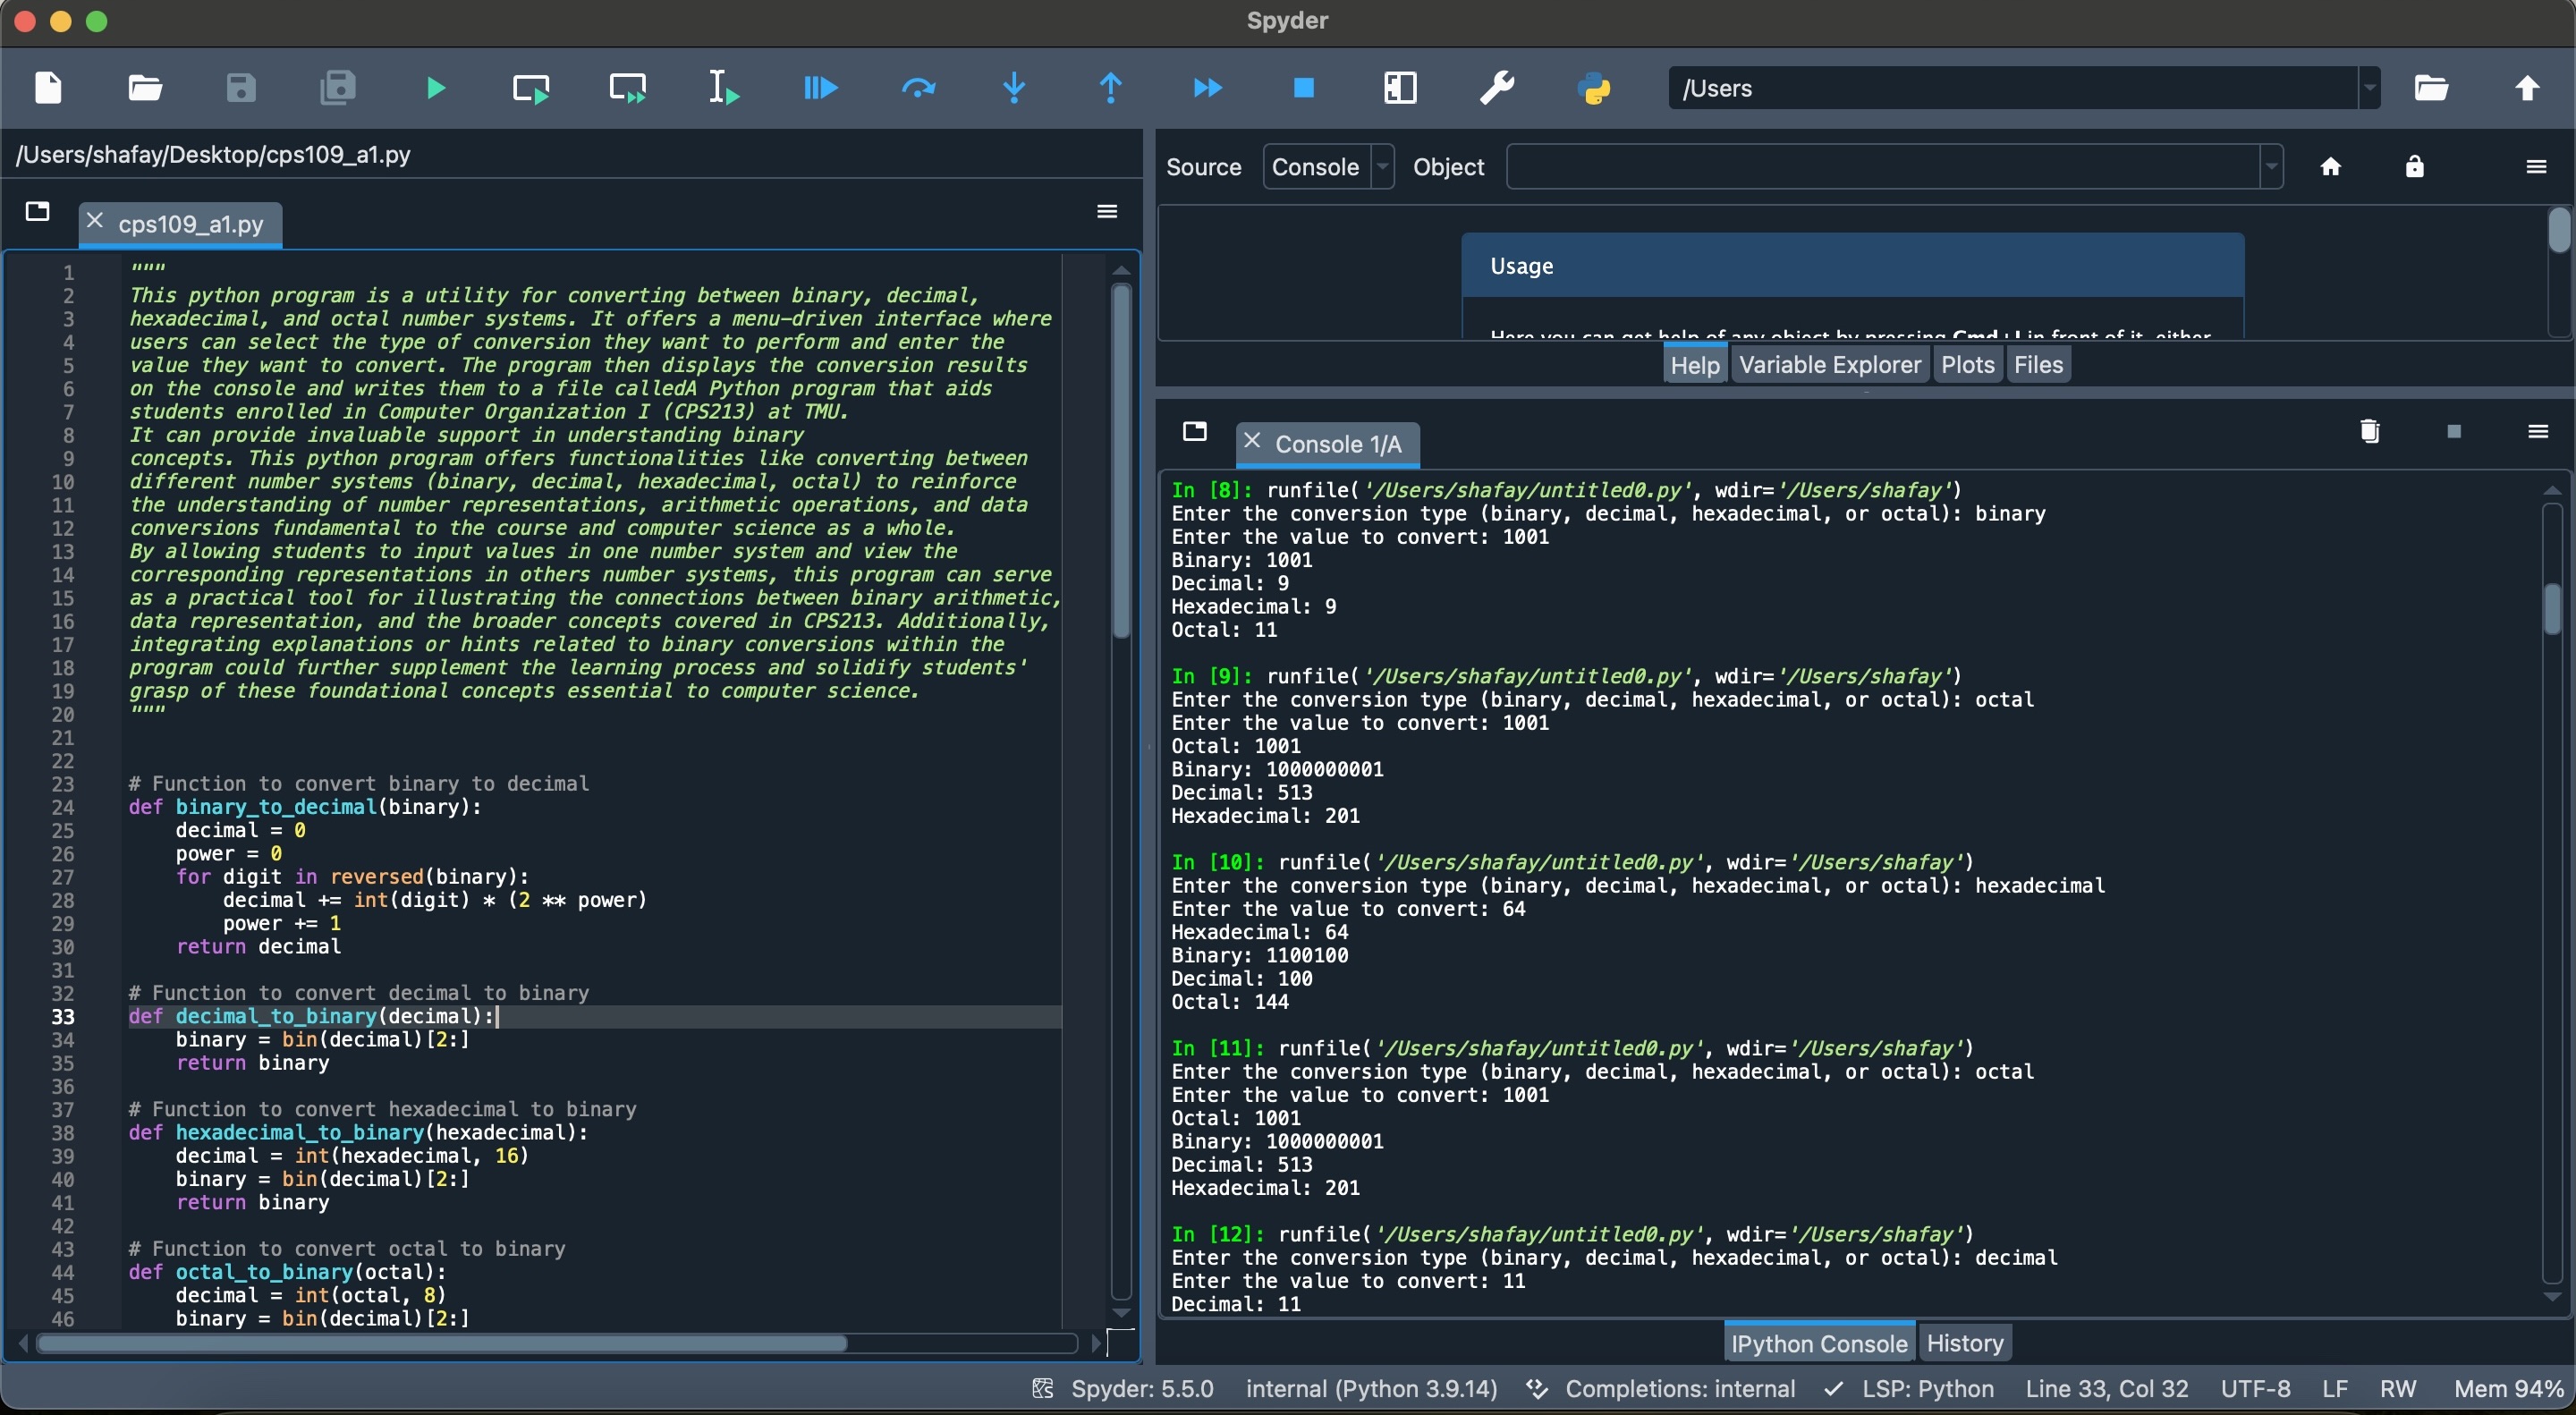 Spyder
/Users
/Users/shafay/Desktop/cps109_a1.py
cps109_a1.py
1 """
2 This python program is a utility for converting between binary, decimal,
3 hexadecimal, and octal number systems. It offers a menu-driven interface where
4 users can select the type of conversion they want to perform and enter the
5 value they want to convert. The program then displays the conversion results
6 on the console and writes them to a file calledA Python program that aids
7 students enrolled in Computer Organization I (CPS213) at TMU.
8 It can provide invaluable support in understanding binary
9 concepts. This python program offers functionalities like converting between
10 different number systems (binary, decimal, hexadecimal, octal) to reinforce
11 the understanding of number representations, arithmetic operations, and data
12 conversions fundamental to the course and computer science as a whole.
13 By allowing students to input values in one number system and view the
14 corresponding representations in others number systems, this program can serve
15 as a practical tool for illustrating the connections between binary arithmetic,
16 data representation, and the broader concepts covered in CPS213. Additionally,
17 integrating explanations or hints related to binary conversions within the
18 program could further supplement the learning process and solidify students'
19 grasp of these foundational concepts essential to computer science.
20 """
21
22
23 # Function to convert binary to decimal
24 def binary_to_decimal(binary):
25     decimal = 0
26     power = 0
27     for digit in reversed(binary):
28         decimal += int(digit) * (2 ** power)
29         power += 1
30     return decimal
31
32 # Function to convert decimal to binary
33 def decimal_to_binary(decimal):
34     binary = bin(decimal)[2:]
35     return binary
36
37 # Function to convert hexadecimal to binary
38 def hexadecimal_to_binary(hexadecimal):
39     decimal = int(hexadecimal, 16)
40     binary = bin(decimal)[2:]
41     return binary
42
43 # Function to convert octal to binary
44 def octal_to_binary(octal):
45     decimal = int(octal, 8)
46     binary = bin(decimal)[2:]
Source Console Object
Usage
Here you can get help of any object by pressing Cmd+I in front of it, either
Help Variable Explorer Plots Files
Console 1/A
In [8]: runfile('/Users/shafay/untitled0.py', wdir='/Users/shafay')
Enter the conversion type (binary, decimal, hexadecimal, or octal): binary
Enter the value to convert: 1001
Binary: 1001
Decimal: 9
Hexadecimal: 9
Octal: 11
In [9]: runfile('/Users/shafay/untitled0.py', wdir='/Users/shafay')
Enter the conversion type (binary, decimal, hexadecimal, or octal): octal
Enter the value to convert: 1001
Octal: 1001
Binary: 1000000001
Decimal: 513
Hexadecimal: 201
In [10]: runfile('/Users/shafay/untitled0.py', wdir='/Users/shafay')
Enter the conversion type (binary, decimal, hexadecimal, or octal): hexadecimal
Enter the value to convert: 64
Hexadecimal: 64
Binary: 1100100
Decimal: 100
Octal: 144
In [11]: runfile('/Users/shafay/untitled0.py', wdir='/Users/shafay')
Enter the conversion type (binary, decimal, hexadecimal, or octal): octal
Enter the value to convert: 1001
Octal: 1001
Binary: 1000000001
Decimal: 513
Hexadecimal: 201
In [12]: runfile('/Users/shafay/untitled0.py', wdir='/Users/shafay')
Enter the conversion type (binary, decimal, hexadecimal, or octal): decimal
Enter the value to convert: 11
Decimal: 11
IPython Console History
Spyder: 5.5.0 internal (Python 3.9.14) Completions: internal LSP: Python Line 33, Col 32 UTF-8 LF RW Mem 94%